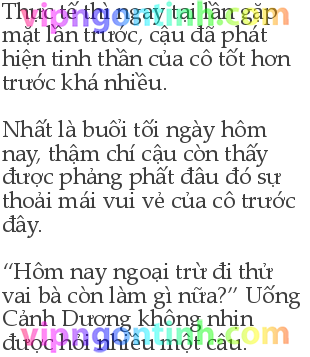 Thực tế thì ngay tại lần gặp
mặt lần trước, cậu đã phát
hiện tinh thần của cô tốt hơn
trước khá nhiều.
Nhất là buổi tối ngày hôm
nay, thậm chí cậu còn thấy
được phảng phất đâu đó sự
thoải mái vui vẻ của cô trước
đây.
“Hôm nay ngoại trừ đi thử
vai bà còn làm gì nữa?” Uống
Cảnh Dương không nhịn
được hỏi nhiều một câu.
vipngontinh.com
vipngontinh.com